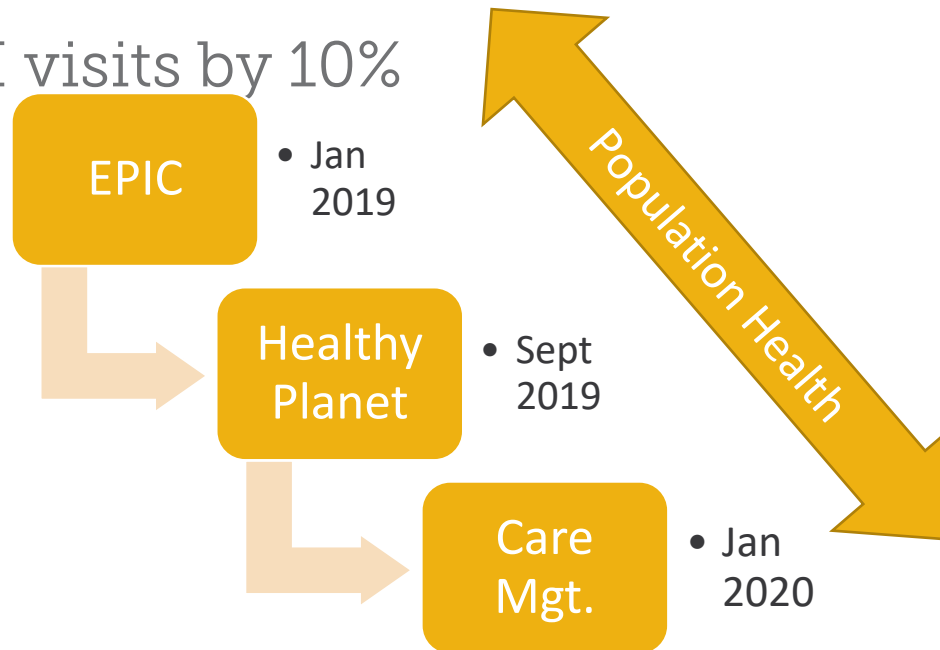 visits by 10%
EPIC
• Jan
2019
Population Health
Healthy
Planet
• Sept
2019
Care
Mgt.
• Jan
2020